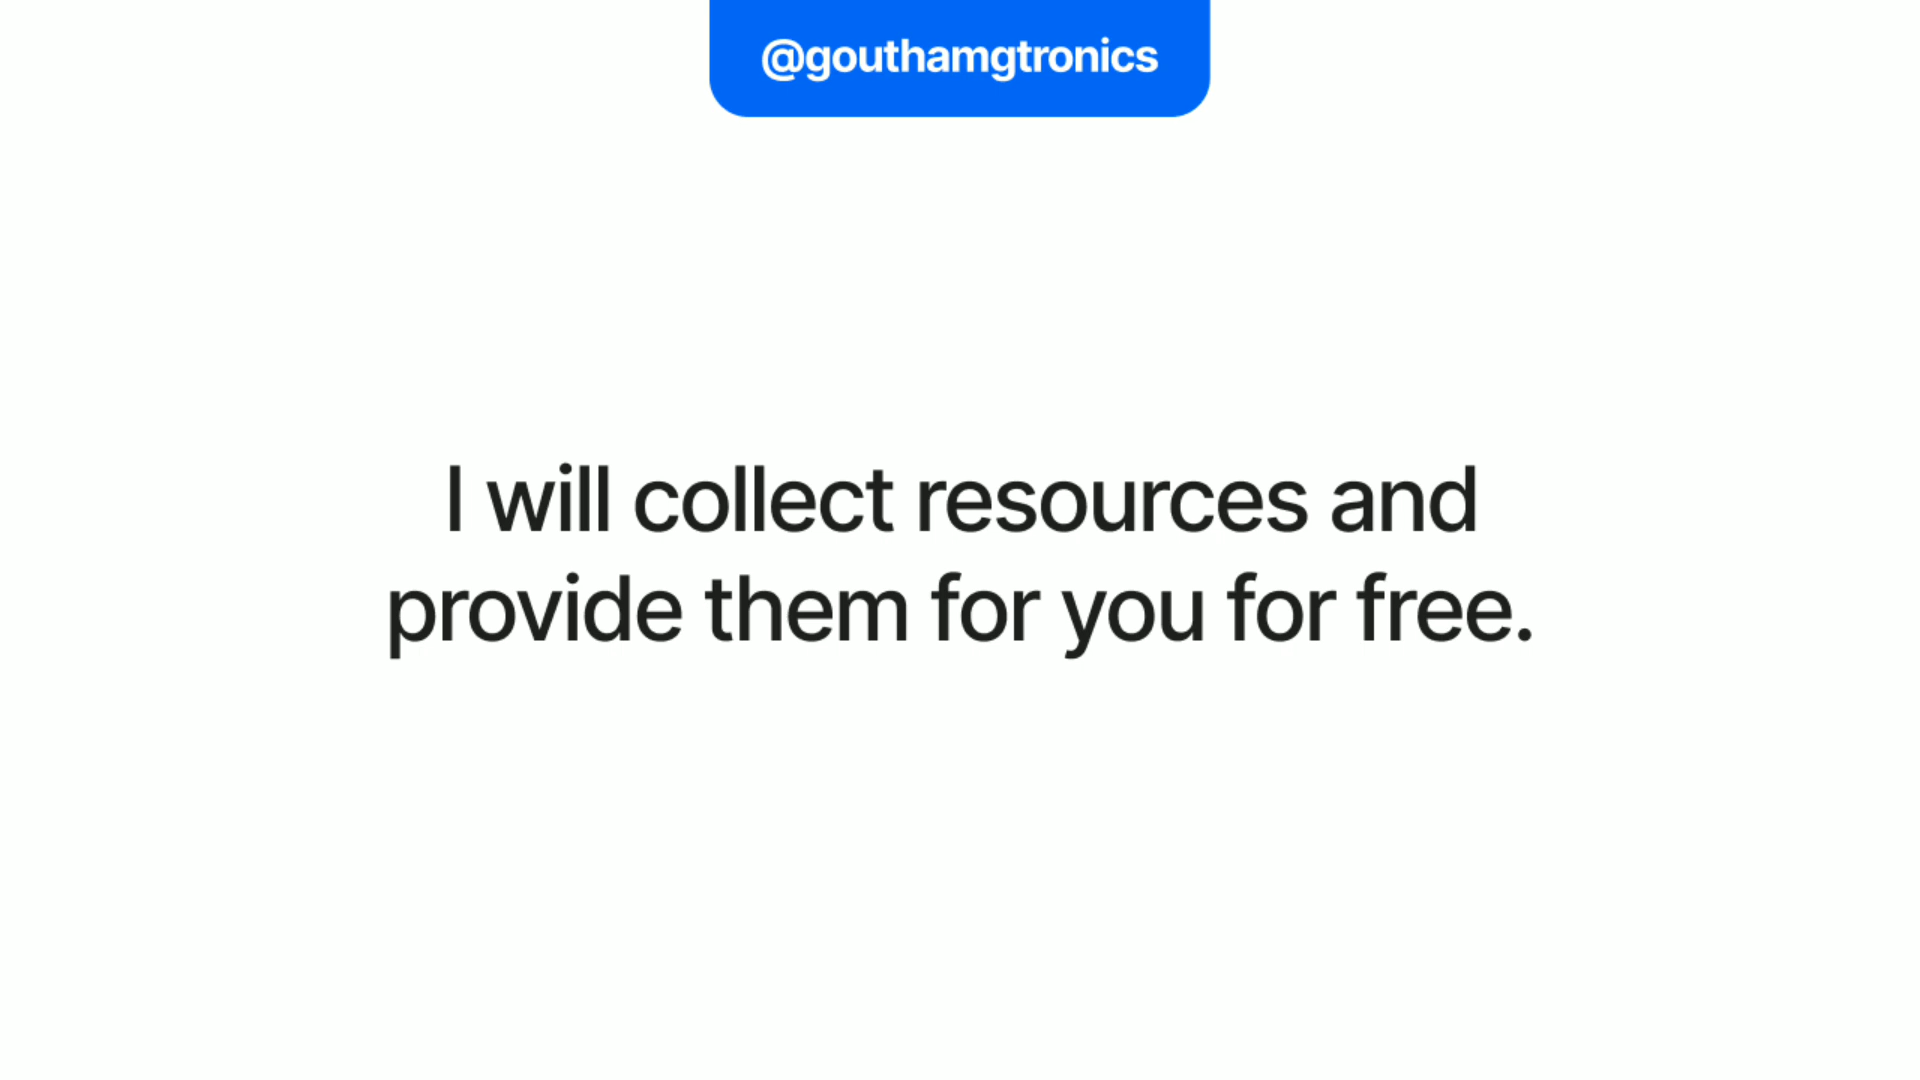 @gouthamgtronics
I will collect resources and
provide them for you for free.